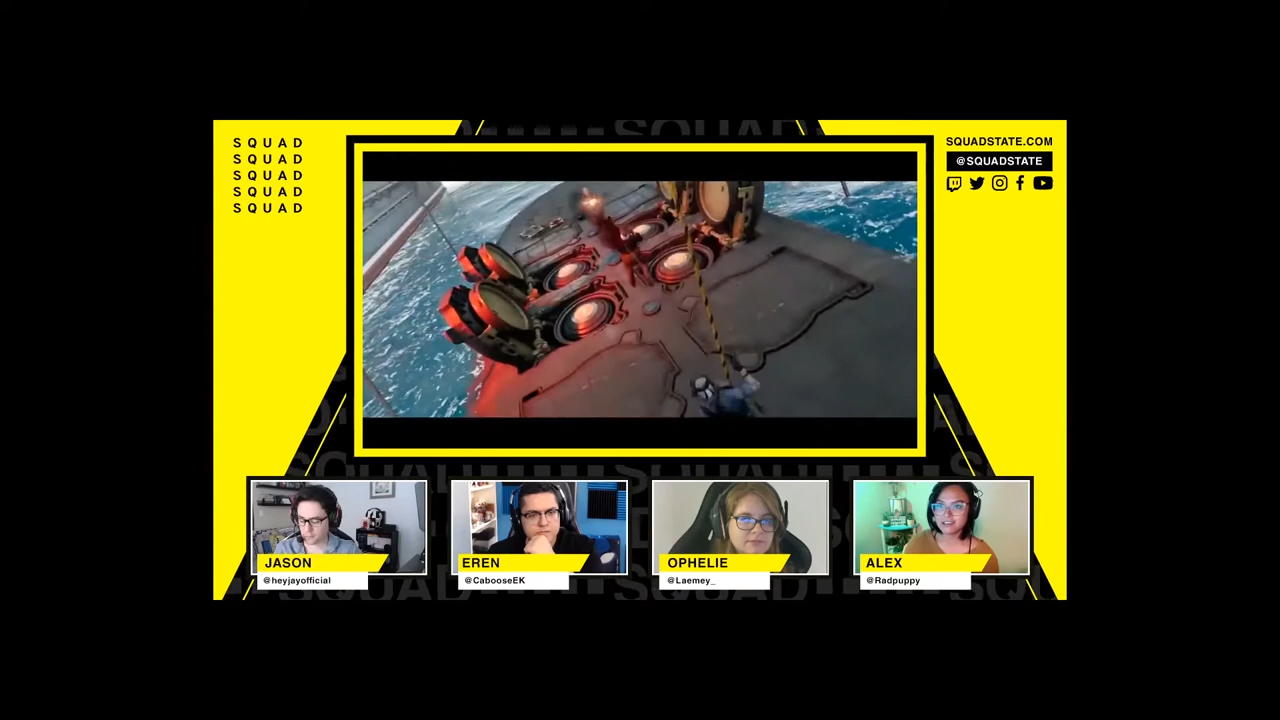 SQUAD
SQUAD
SQUAD
SQUAD
SQUAD
SQUADSTATE.COM
@SQUADSTATE
JASON
@heyjayofficial
EREN
@CabooseEK
OPHELIE
@Laemey_
ALEX
@Radpuppy